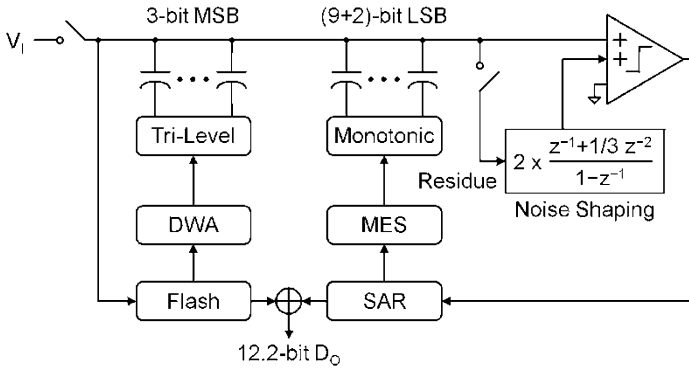 3-bit MSB
(9+2)-bit LSB
V_I
+
+
Tri-Level
Monotonic
2 x (z⁻¹+1/3 z⁻²)/(1−z⁻¹)
Residue
Noise Shaping
DWA
MES
Flash
SAR
12.2-bit D_O